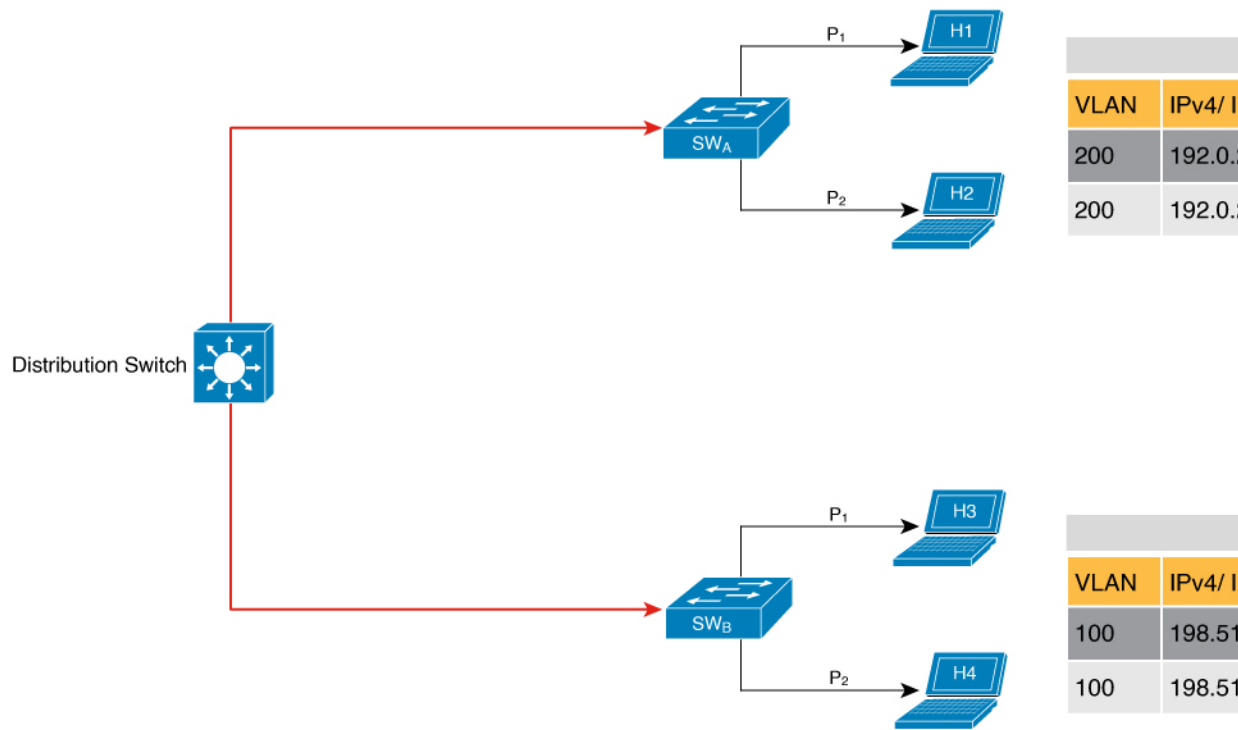 P₁
H1
SWA
P₂
H2
VLAN IPv4/ I
200 192.0.
200 192.0.
Distribution Switch
P₁
H3
SWB
P₂
H4
VLAN IPv4/ I
100 198.51
100 198.51